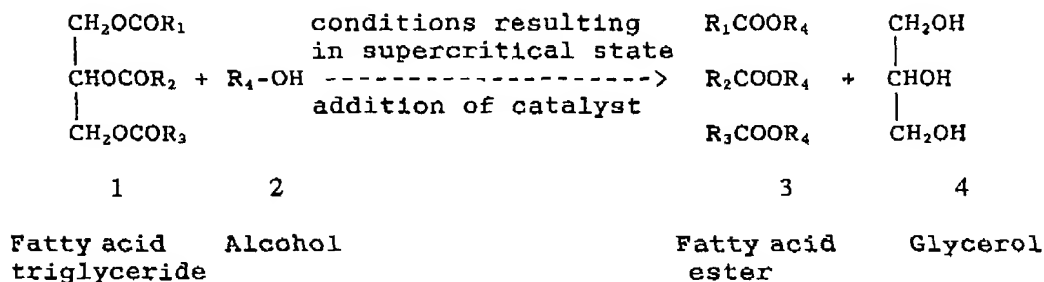 CH₂OCOR₁ conditions resulting CH₂OH
in supercritical state R₁COOR₄
CHOCOR₂ + R₄-OH --------------------> R₂COOR₄ + CHOH
addition of catalyst
CH₂OCOR₃ R₃COOR₄ CH₂OH
1 2 3 4
Fatty acid Alcohol Fatty acid Glycerol
triglyceride ester